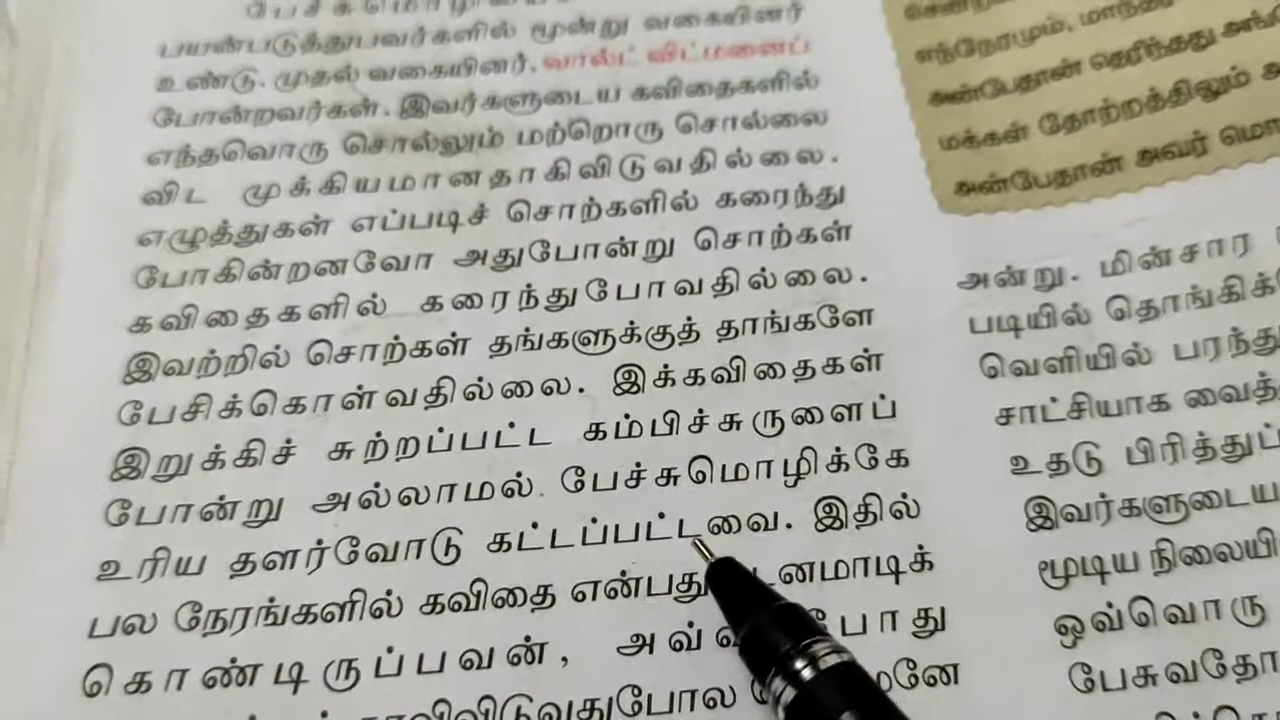 பயன்படுத்துபவர்களில் மூன்று வகையினர்
உண்டு. முதல் வகையினர். வால்ட் விட்மனைப்
போன்றவர்கள். இவர்களுடைய கவிதைகளில்
எந்தவொரு சொல்லும் மற்றொரு சொல்லை
விட முக்கியமானதாகிவிடுவதில்லை.
எழுத்துகள் எப்படிச் சொற்களில் கரைந்து
போகின்றனவோ அதுபோன்று சொற்கள்
கவிதைகளில் கரைந்துபோவதில்லை.
இவற்றில் சொற்கள் தங்களுக்குத் தாங்களே
பேசிக்கொள்வதில்லை. இக்கவிதைகள்
இறுக்கிச் சுற்றப்பட்ட கம்பிச்சுருளைப்
போன்று அல்லாமல் பேச்சுமொழிக்கே
உரிய தளர்வோடு கட்டப்பட்டவை. இதில்
பல நேரங்களில் கவிதை என்பது
கொண்டிருப்பவன்,
எந்நேரமும்,
அன்பேதான் தெரிந்தது
மக்கள் தோற்றத்திலும்
அன்பேதான் அவர்
அன்று. மின்சார
படியில்
வெளியில் பரந்து
சாட்சியாக
உதடு
இவர்களுடைய
மூடிய
ஒவ்வொரு